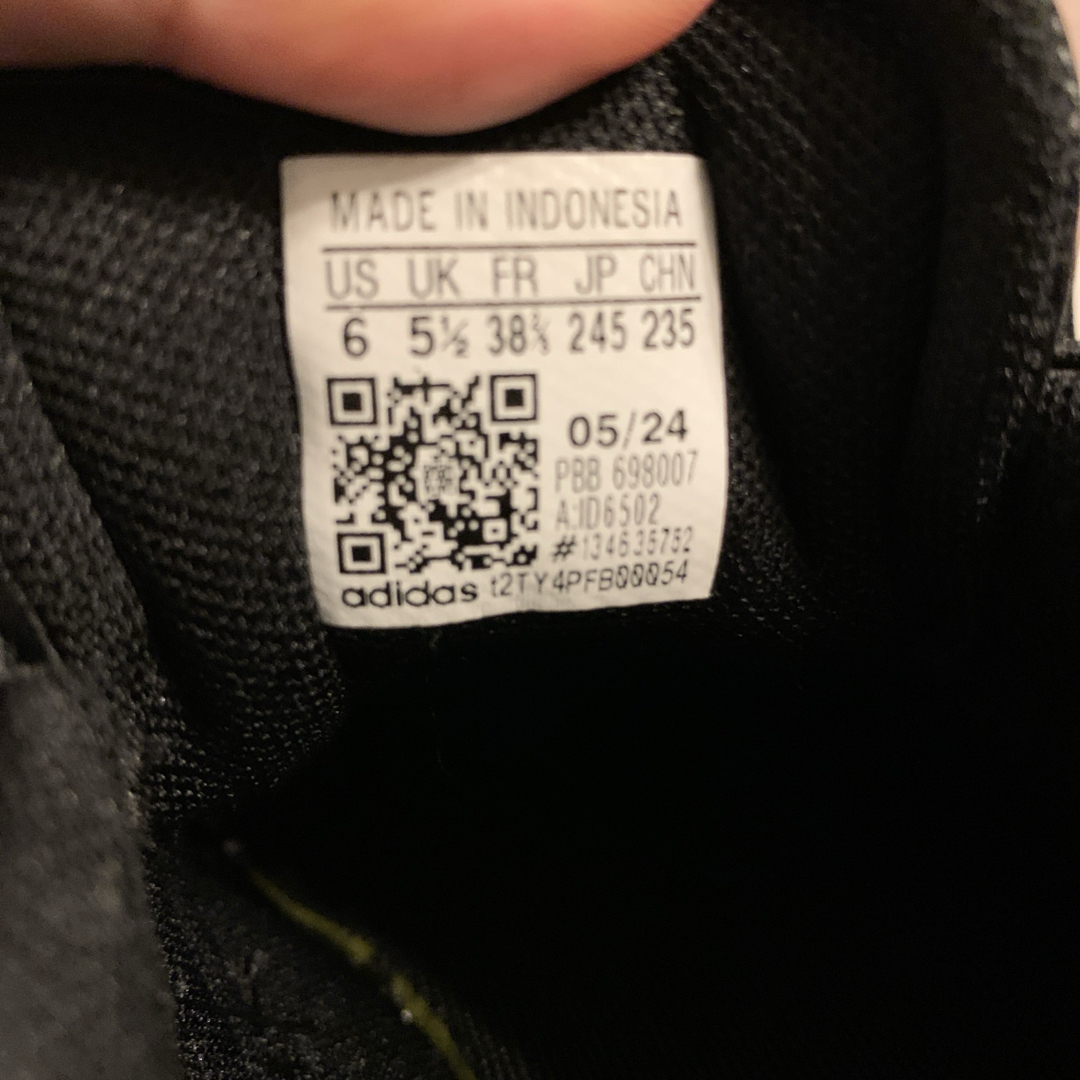 MADE IN INDONESIA
US UK FR JP CHN
6 5½ 38⅔ 245 235
05/24
PBB 698007
A:ID6502
#134635752
adidas t2TY4PFB00054